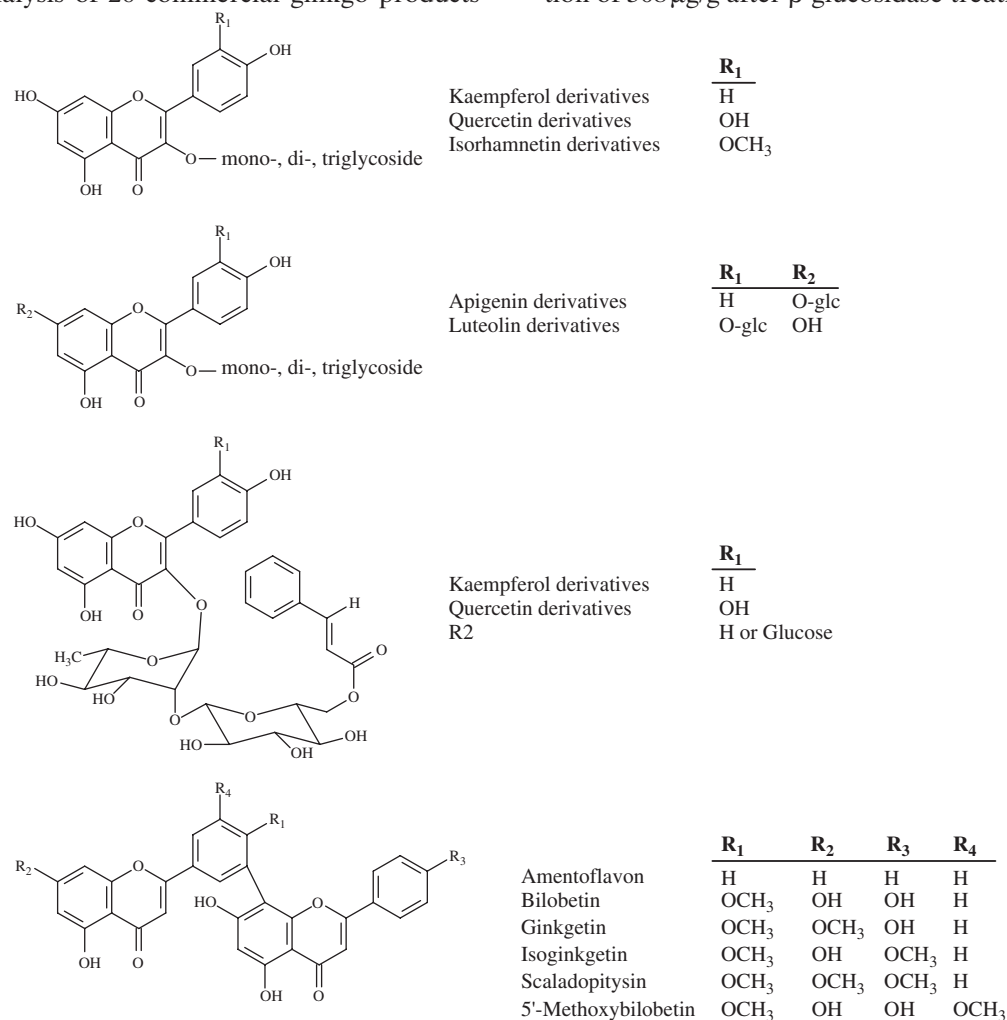 nalysis of 20 commercial ginkgo products
tion of 308μg/g after β-glucosidase treat
R1
OH
HO
O
O
mono-, di-, triglycoside
OH
O
R1
Kaempferol derivatives H
Quercetin derivatives OH
Isorhamnetin derivatives OCH3
R1
OH
R2
O
O
mono-, di-, triglycoside
OH
O
R1 R2
Apigenin derivatives H O-glc
Luteolin derivatives O-glc OH
R1
OH
HO
O
OH
O
O
H
H3C
O
O
HO
HO
O
O
O
HO
OH
OH
R1
Kaempferol derivatives H
Quercetin derivatives OH
R2 H or Glucose
R4
R1
R2
O
R3
HO
O
OH
O
OH
O
R1 R2 R3 R4
Amentoflavon H H H H
Bilobetin OCH3 OH OH H
Ginkgetin OCH3 OCH3 OH H
Isoginkgetin OCH3 OH OCH3 H
Scaladopitysin OCH3 OCH3 OCH3 H
5'-Methoxybilobetin OCH3 OH OH OCH3